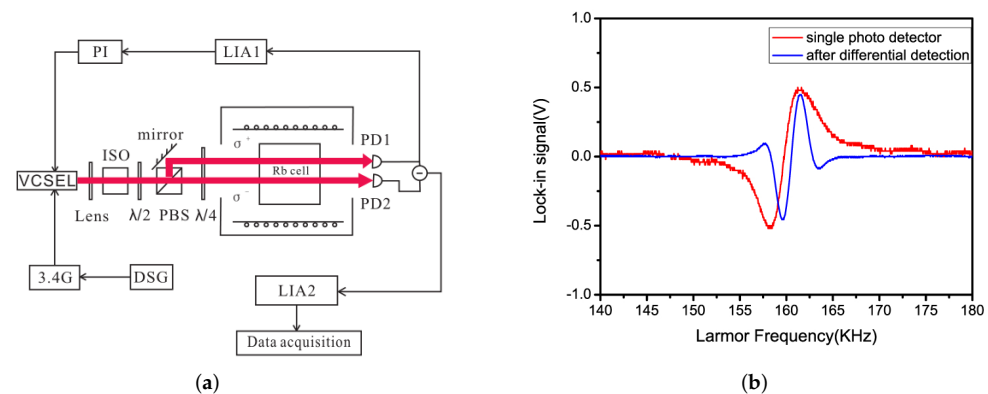 PI
LIA1
mirror
ISO
σ⁺
PD1
VCSEL
Rb cell
−
σ⁻
PD2
Lens
λ/2
PBS
λ/4
3.4G
DSG
LIA2
Data acquisition
(a)
single photo detector
after differential detection
1.0
0.5
0.0
-0.5
-1.0
Lock-in signal(V)
140 145 150 155 160 165 170 175 180
Larmor Frequency(KHz)
(b)